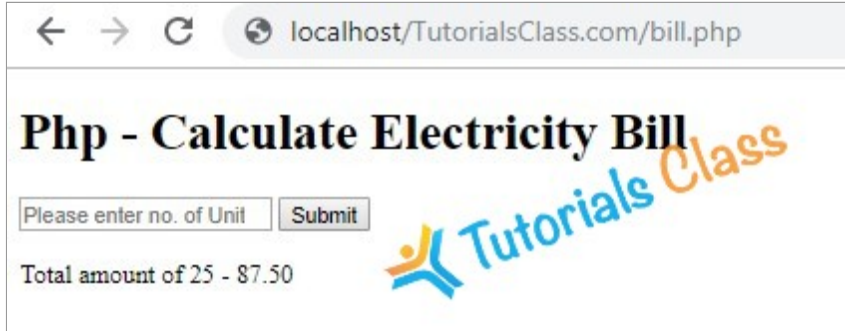 localhost/TutorialsClass.com/bill.php
Php - Calculate Electricity Bill
Please enter no. of Unit
Submit
Total amount of 25 - 87.50
Tutorials Class